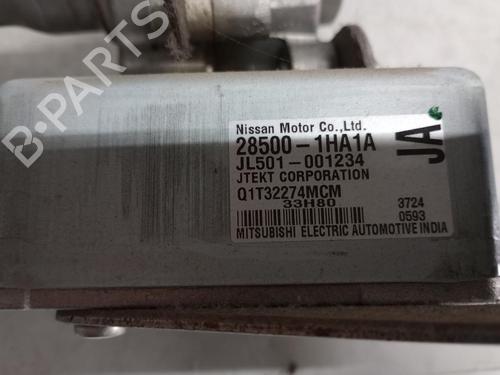 B-PARTS
Nissan Motor Co.,Ltd.
28500-1HA1A
JL501-001234
JTEKT CORPORATION
Q1T32274MCM
33H80
3724
0593
MITSUBISHI ELECTRIC AUTOMOTIVE INDIA
JA